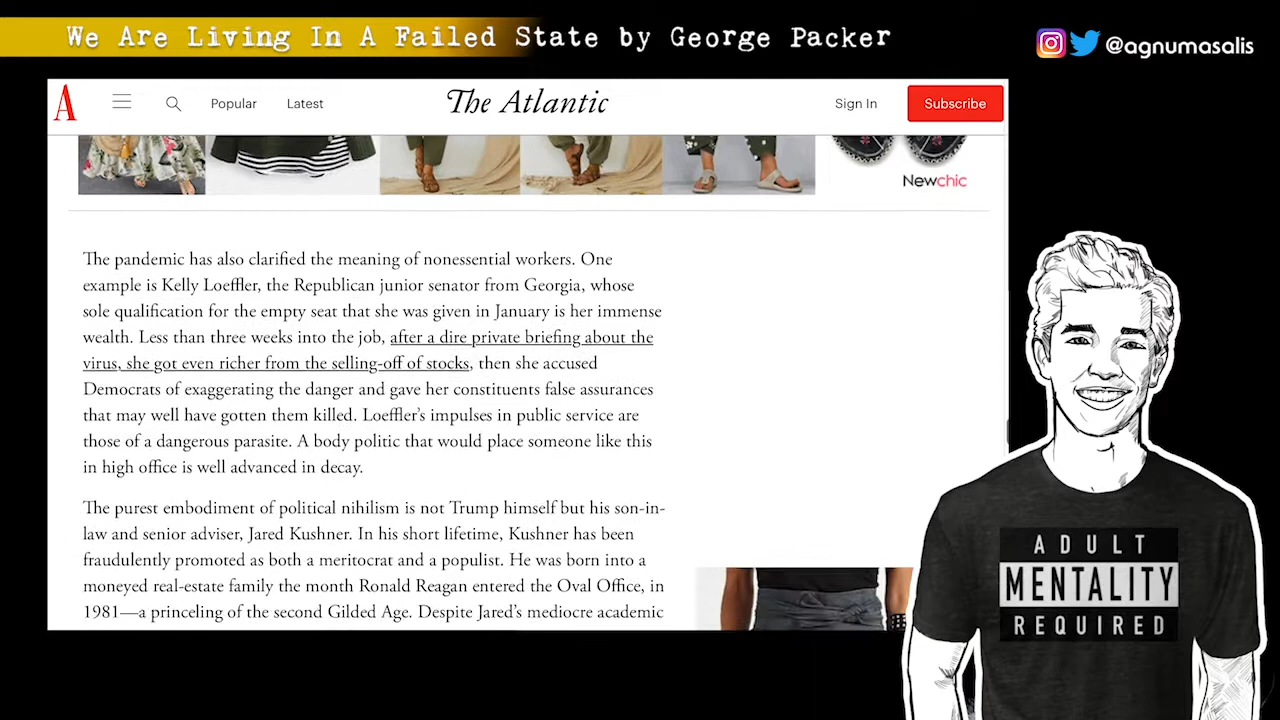 We Are Living In A Failed State by George Packer
@agnumasalis
A
Popular
Latest
The Atlantic
Sign In
Subscribe
Newchic
The pandemic has also clarified the meaning of nonessential workers. One
example is Kelly Loeffler, the Republican junior senator from Georgia, whose
sole qualification for the empty seat that she was given in January is her immense
wealth. Less than three weeks into the job, after a dire private briefing about the
virus, she got even richer from the selling-off of stocks, then she accused
Democrats of exaggerating the danger and gave her constituents false assurances
that may well have gotten them killed. Loeffler’s impulses in public service are
those of a dangerous parasite. A body politic that would place someone like this
in high office is well advanced in decay.
The purest embodiment of political nihilism is not Trump himself but his son-in-
law and senior adviser, Jared Kushner. In his short lifetime, Kushner has been
fraudulently promoted as both a meritocrat and a populist. He was born into a
moneyed real-estate family the month Ronald Reagan entered the Oval Office, in
1981—a princeling of the second Gilded Age. Despite Jared’s mediocre academic
ADULT
MENTALITY
REQUIRED